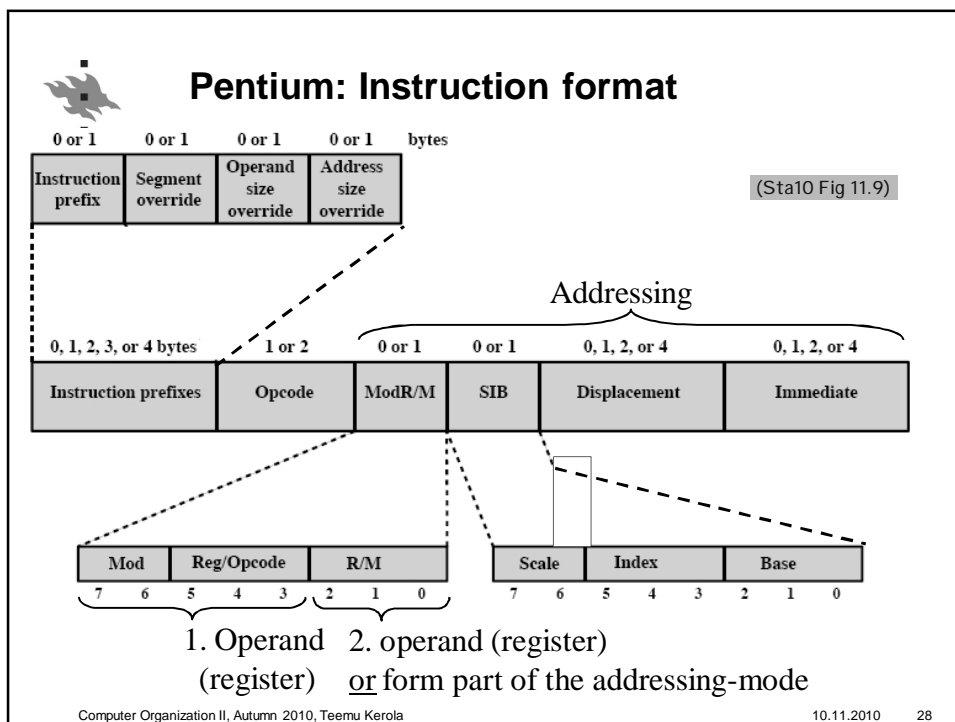 Pentium: Instruction format
0 or 1 0 or 1 0 or 1 0 or 1 bytes
Instruction prefix Segment override Operand size override Address size override
(Sta10 Fig 11.9)
Addressing
0, 1, 2, 3, or 4 bytes 1 or 2 0 or 1 0 or 1 0, 1, 2, or 4 0, 1, 2, or 4
Instruction prefixes Opcode ModR/M SIB Displacement Immediate
Mod Reg/Opcode R/M Scale Index Base
7 6 5 4 3 2 1 0 7 6 5 4 3 2 1 0
1. Operand 2. operand (register)
(register) or form part of the addressing-mode
Computer Organization II, Autumn 2010, Teemu Kerola 10.11.2010 28